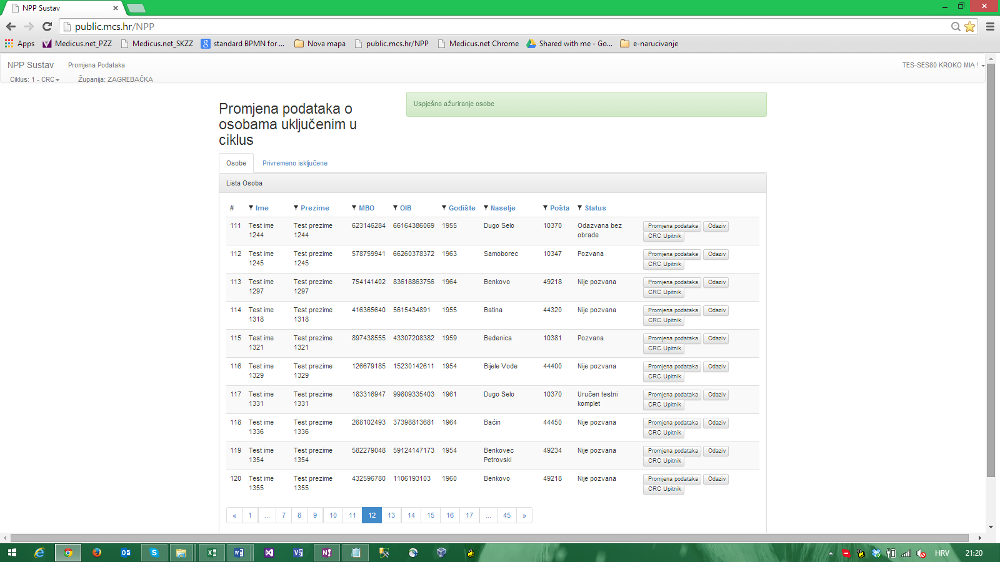 NPP Sustav
public.mcs.hr/NPP
Apps Medicus.net_PZZ Medicus.net_SKZZ standard BPMN for ... Nova mapa public.mcs.hr/NPP Medicus.net Chrome Shared with me - Go... e-narucivanje
NPP Sustav Promjena Podataka TES-SES80 KROKO MIA !
Ciklus: 1 - CRC Županija: ZAGREBAČKA
Uspješno ažuriranje osobe
Promjena podataka o
osobama uključenim u
ciklus
Osobe Privremeno isključene
Lista Osoba
# Ime Prezime MBO OIB Godište Naselje Pošta Status
111 Test ime Test prezime 623146284 66164386069 1955 Dugo Selo 10370 Odazvana bez Promjena podataka Odaziv
1244 1244 obrade CRC Upitnik
112 Test ime Test prezime 578759941 66260378372 1963 Samoborec 10347 Pozvana Promjena podataka Odaziv
1245 1245 CRC Upitnik
113 Test ime Test prezime 754141402 83618863756 1964 Benkovo 49218 Nije pozvana Promjena podataka Odaziv
1297 1297 CRC Upitnik
114 Test ime Test prezime 416365640 5615434891 1955 Batina 44320 Nije pozvana Promjena podataka Odaziv
1318 1318 CRC Upitnik
115 Test ime Test prezime 897438555 43307208382 1959 Bedenica 10381 Pozvana Promjena podataka Odaziv
1321 1321 CRC Upitnik
116 Test ime Test prezime 126679185 15230142611 1954 Bijele Vode 44400 Nije pozvana Promjena podataka Odaziv
1329 1329 CRC Upitnik
117 Test ime Test prezime 183316947 99809335403 1961 Dugo Selo 10370 Uručen testni Promjena podataka Odaziv
1331 1331 komplet CRC Upitnik
118 Test ime Test prezime 268102493 37398813681 1964 Baćin 44450 Nije pozvana Promjena podataka Odaziv
1336 1336 CRC Upitnik
119 Test ime Test prezime 582279048 59124147173 1954 Benkovec 49234 Nije pozvana Promjena podataka Odaziv
1354 1354 Petrovski CRC Upitnik
120 Test ime Test prezime 432596780 1106193103 1960 Benkovo 49218 Nije pozvana Promjena podataka Odaziv
1355 1355 CRC Upitnik
« 1 ... 7 8 9 10 11 12 13 14 15 16 17 ... 45 »
HRV 21:20